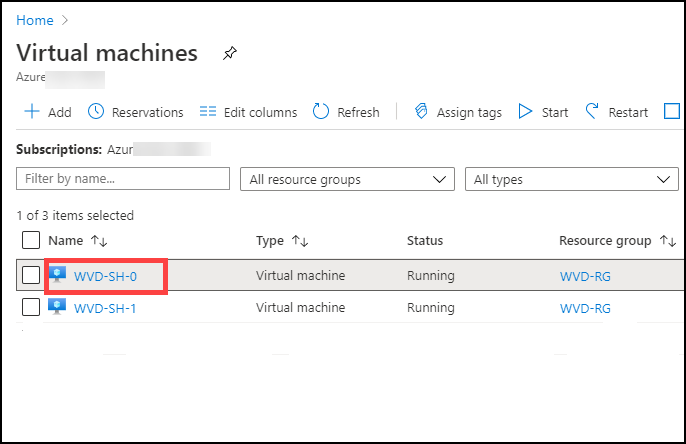 Home
Virtual machines
Azure
Add Reservations Edit columns Refresh Assign tags Start Restart
Subscriptions: Azur
Filter by name... All resource groups All types
1 of 3 items selected
Name Type Status Resource group
WVD-SH-0 Virtual machine Running WVD-RG
WVD-SH-1 Virtual machine Running WVD-RG